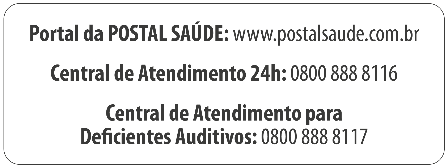 Portal da POSTAL SAÚDE: www.postalsaude.com.br
Central de Atendimento 24h: 0800 888 8116
Central de Atendimento para
Deficientes Auditivos: 0800 888 8117